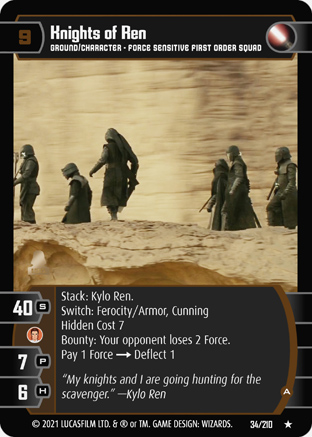 9
Knights of Ren
GROUND/CHARACTER - FORCE SENSITIVE FIRST ORDER SQUAD
40 S
7 P
6 H
Stack: Kylo Ren.
Switch: Ferocity/Armor, Cunning
Hidden Cost 7
Bounty: Your opponent loses 2 Force.
Pay 1 Force → Deflect 1
“My knights and I are going hunting for the
scavenger.” —Kylo Ren
A
© 2021 LUCASFILM LTD. & ® or TM. GAME DESIGN: WIZARDS. 34/210 ★